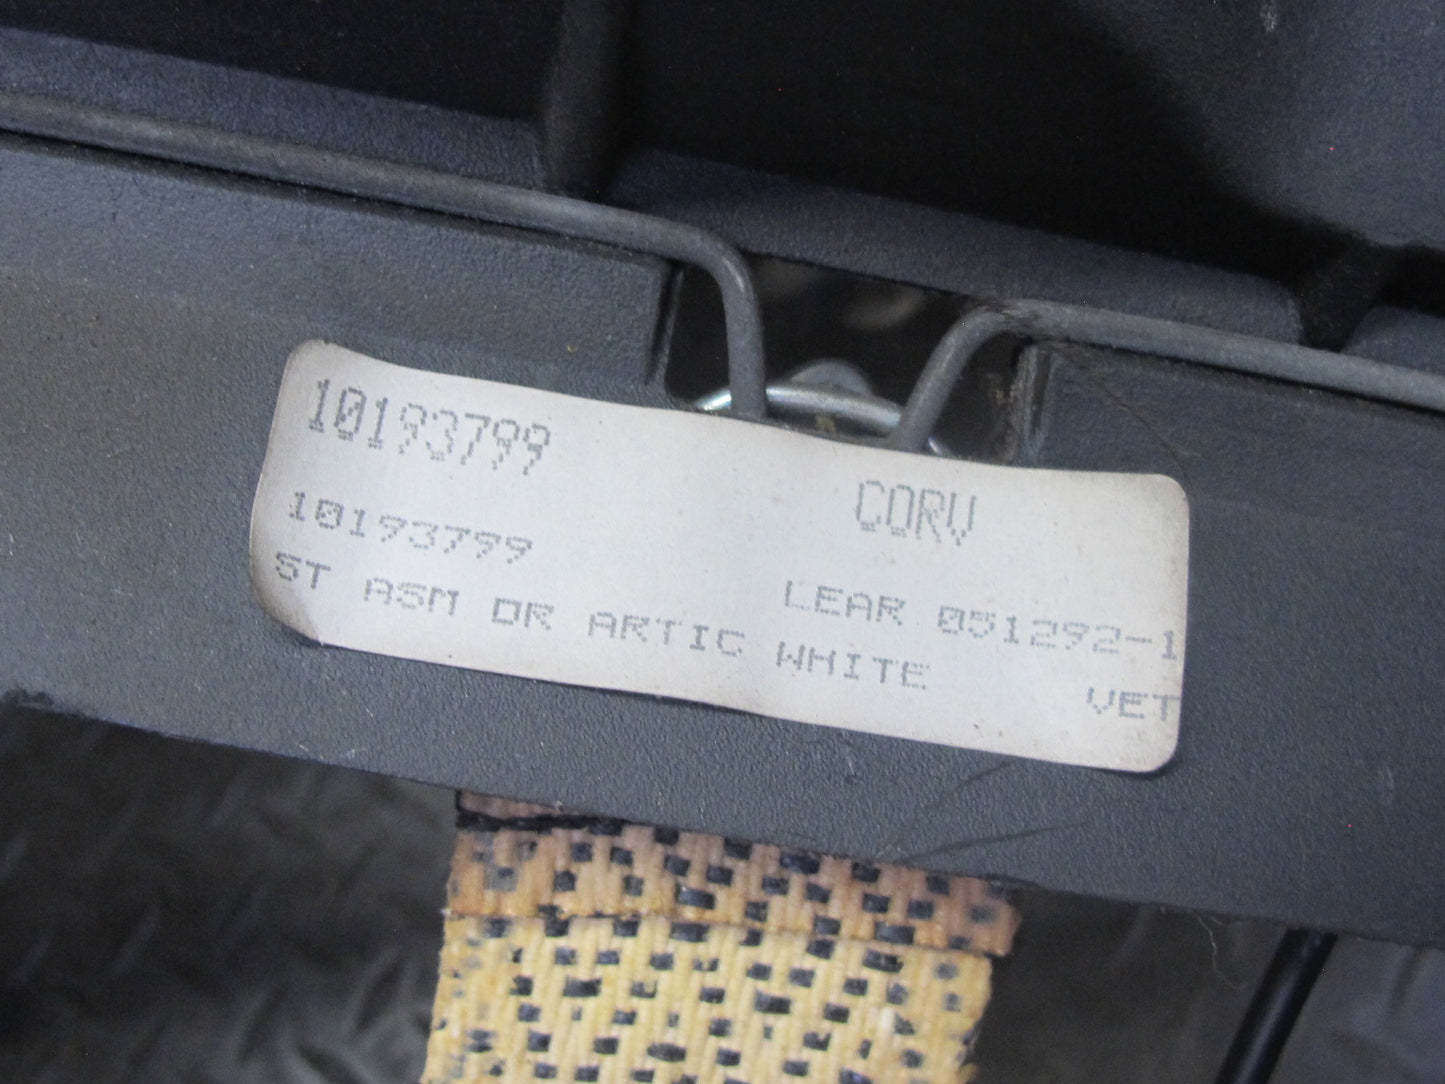 10193799
CORV
10193799
LEAR 051292-1
ST ASM DR ARTIC WHITE
VET